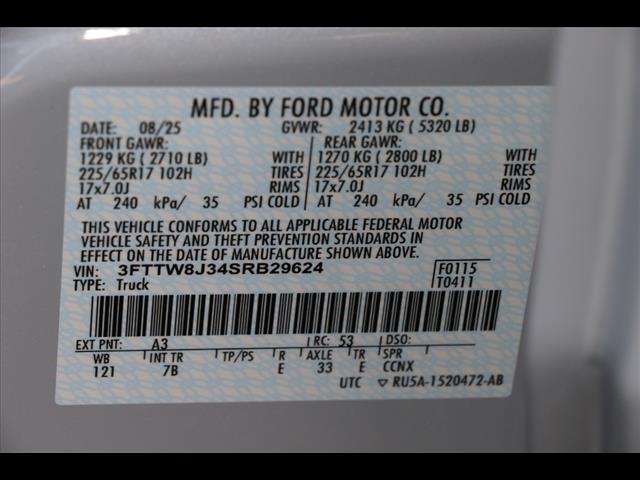 MFD. BY FORD MOTOR CO.
DATE: 08/25 GVWR: 2413 KG ( 5320 LB)
FRONT GAWR: REAR GAWR:
1229 KG ( 2710 LB) WITH 1270 KG ( 2800 LB) WITH
225/65R17 102H TIRES 225/65R17 102H TIRES
17x7.0J RIMS 17x7.0J RIMS
AT 240 kPa/ 35 PSI COLD AT 240 kPa/ 35 PSI COLD
THIS VEHICLE CONFORMS TO ALL APPLICABLE FEDERAL MOTOR
VEHICLE SAFETY AND THEFT PREVENTION STANDARDS IN EFFECT
ON THE DATE OF MANUFACTURE SHOWN ABOVE.
VIN: 3FTTW8J34SRB29624 F0115
TYPE: Truck T0411
EXT PNT: A3 RC: 53 DSO:
WB INT TR TP/PS R AXLE TR SPR
121 7B E 33 E CCNX
UTC ▽ RU5A-1520472-AB